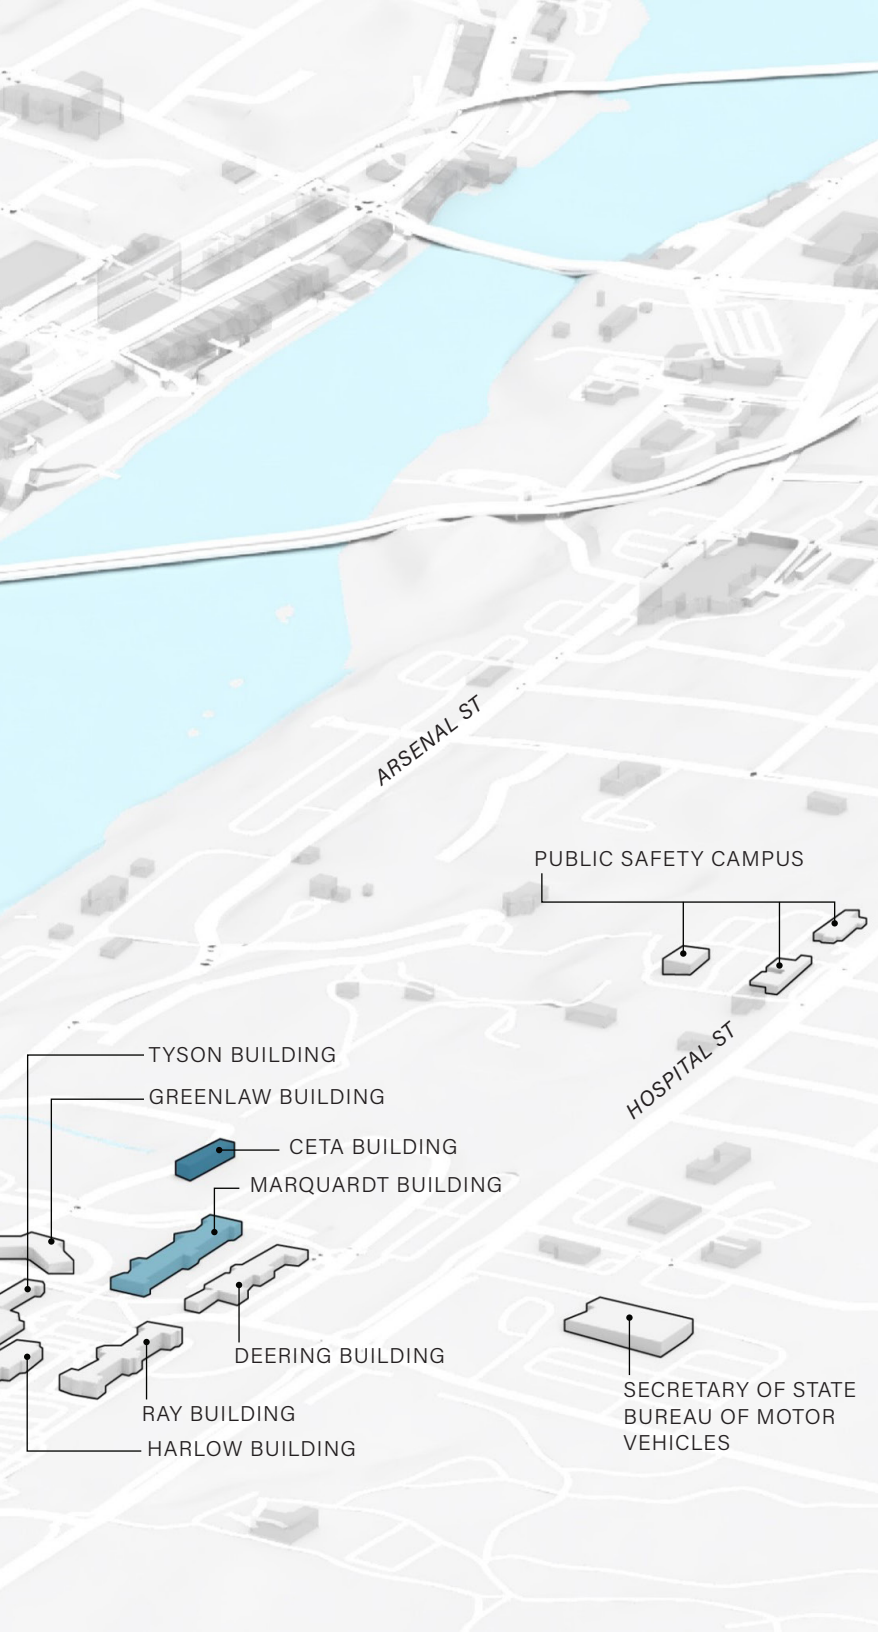 ARSENAL ST
PUBLIC SAFETY CAMPUS
HOSPITAL ST
TYSON BUILDING
GREENLAW BUILDING
CETA BUILDING
MARQUARDT BUILDING
DEERING BUILDING
SECRETARY OF STATE
BUREAU OF MOTOR
VEHICLES
RAY BUILDING
HARLOW BUILDING